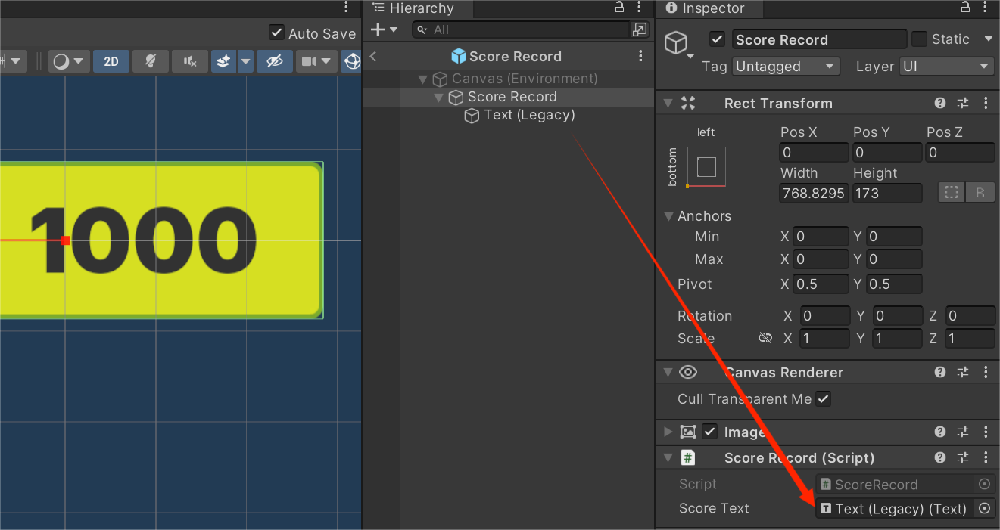 Auto Save
2D
1000
Hierarchy
All
Score Record
Canvas (Environment)
Score Record
Text (Legacy)
Inspector
Score Record
Static
Tag Untagged Layer UI
Rect Transform
left
bottom
Pos X Pos Y Pos Z
0 0 0
Width Height
768.8295 173
R
Anchors
Min X 0 Y 0
Max X 0 Y 0
Pivot X 0.5 Y 0.5
Rotation X 0 Y 0 Z 0
Scale X 1 Y 1 Z 1
Canvas Renderer
Cull Transparent Me
Image
# Score Record (Script)
Script # ScoreRecord
Score Text T Text (Legacy) (Text)